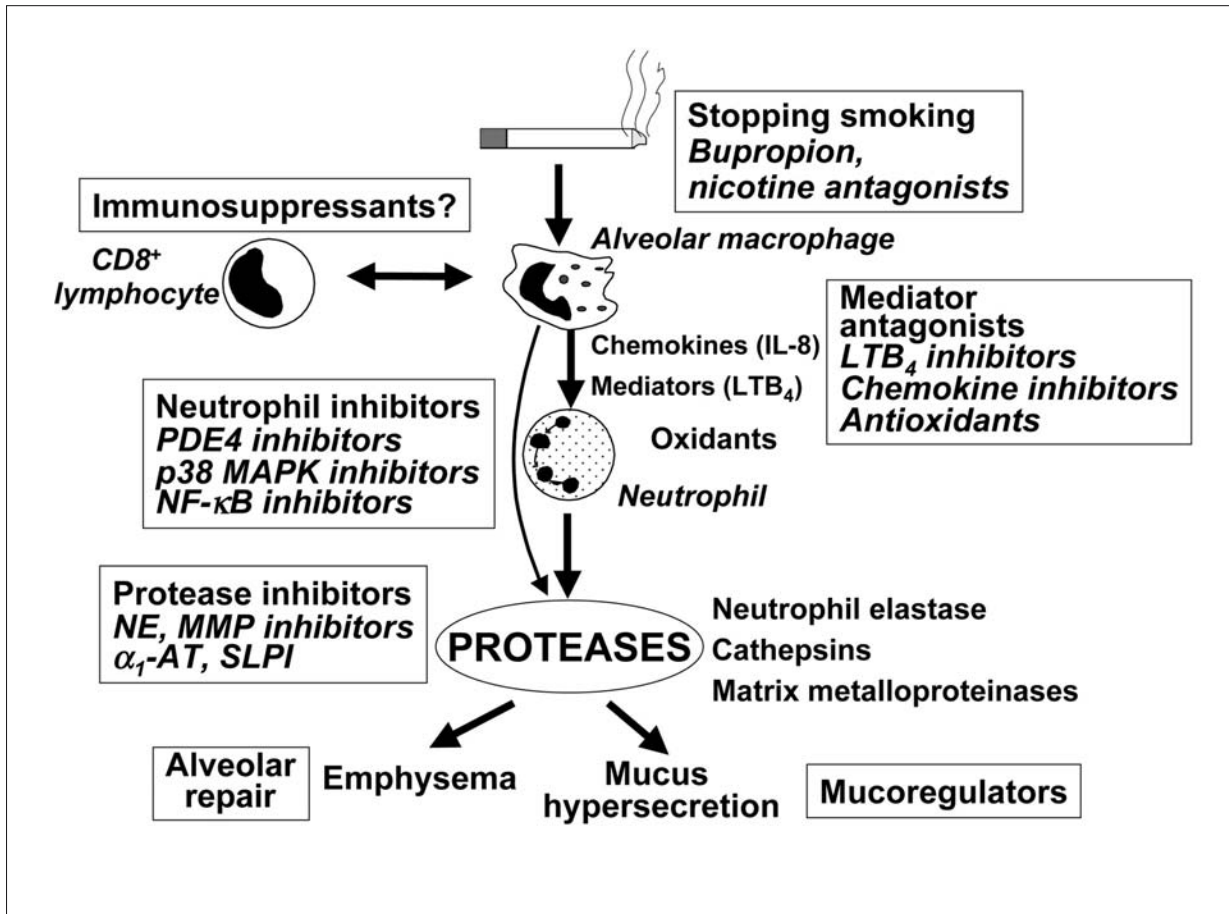 Stopping smoking
Bupropion,
nicotine antagonists
Immunosuppressants?
CD8⁺
lymphocyte
Alveolar macrophage
Chemokines (IL-8)
Mediators (LTB₄)
Mediator
antagonists
LTB₄ inhibitors
Chemokine inhibitors
Antioxidants
Neutrophil inhibitors
PDE4 inhibitors
p38 MAPK inhibitors
NF-κB inhibitors
Oxidants
Neutrophil
Protease inhibitors
NE, MMP inhibitors
α₁-AT, SLPI
PROTEASES
Neutrophil elastase
Cathepsins
Matrix metalloproteinases
Alveolar
repair
Emphysema
Mucus
hypersecretion
Mucoregulators